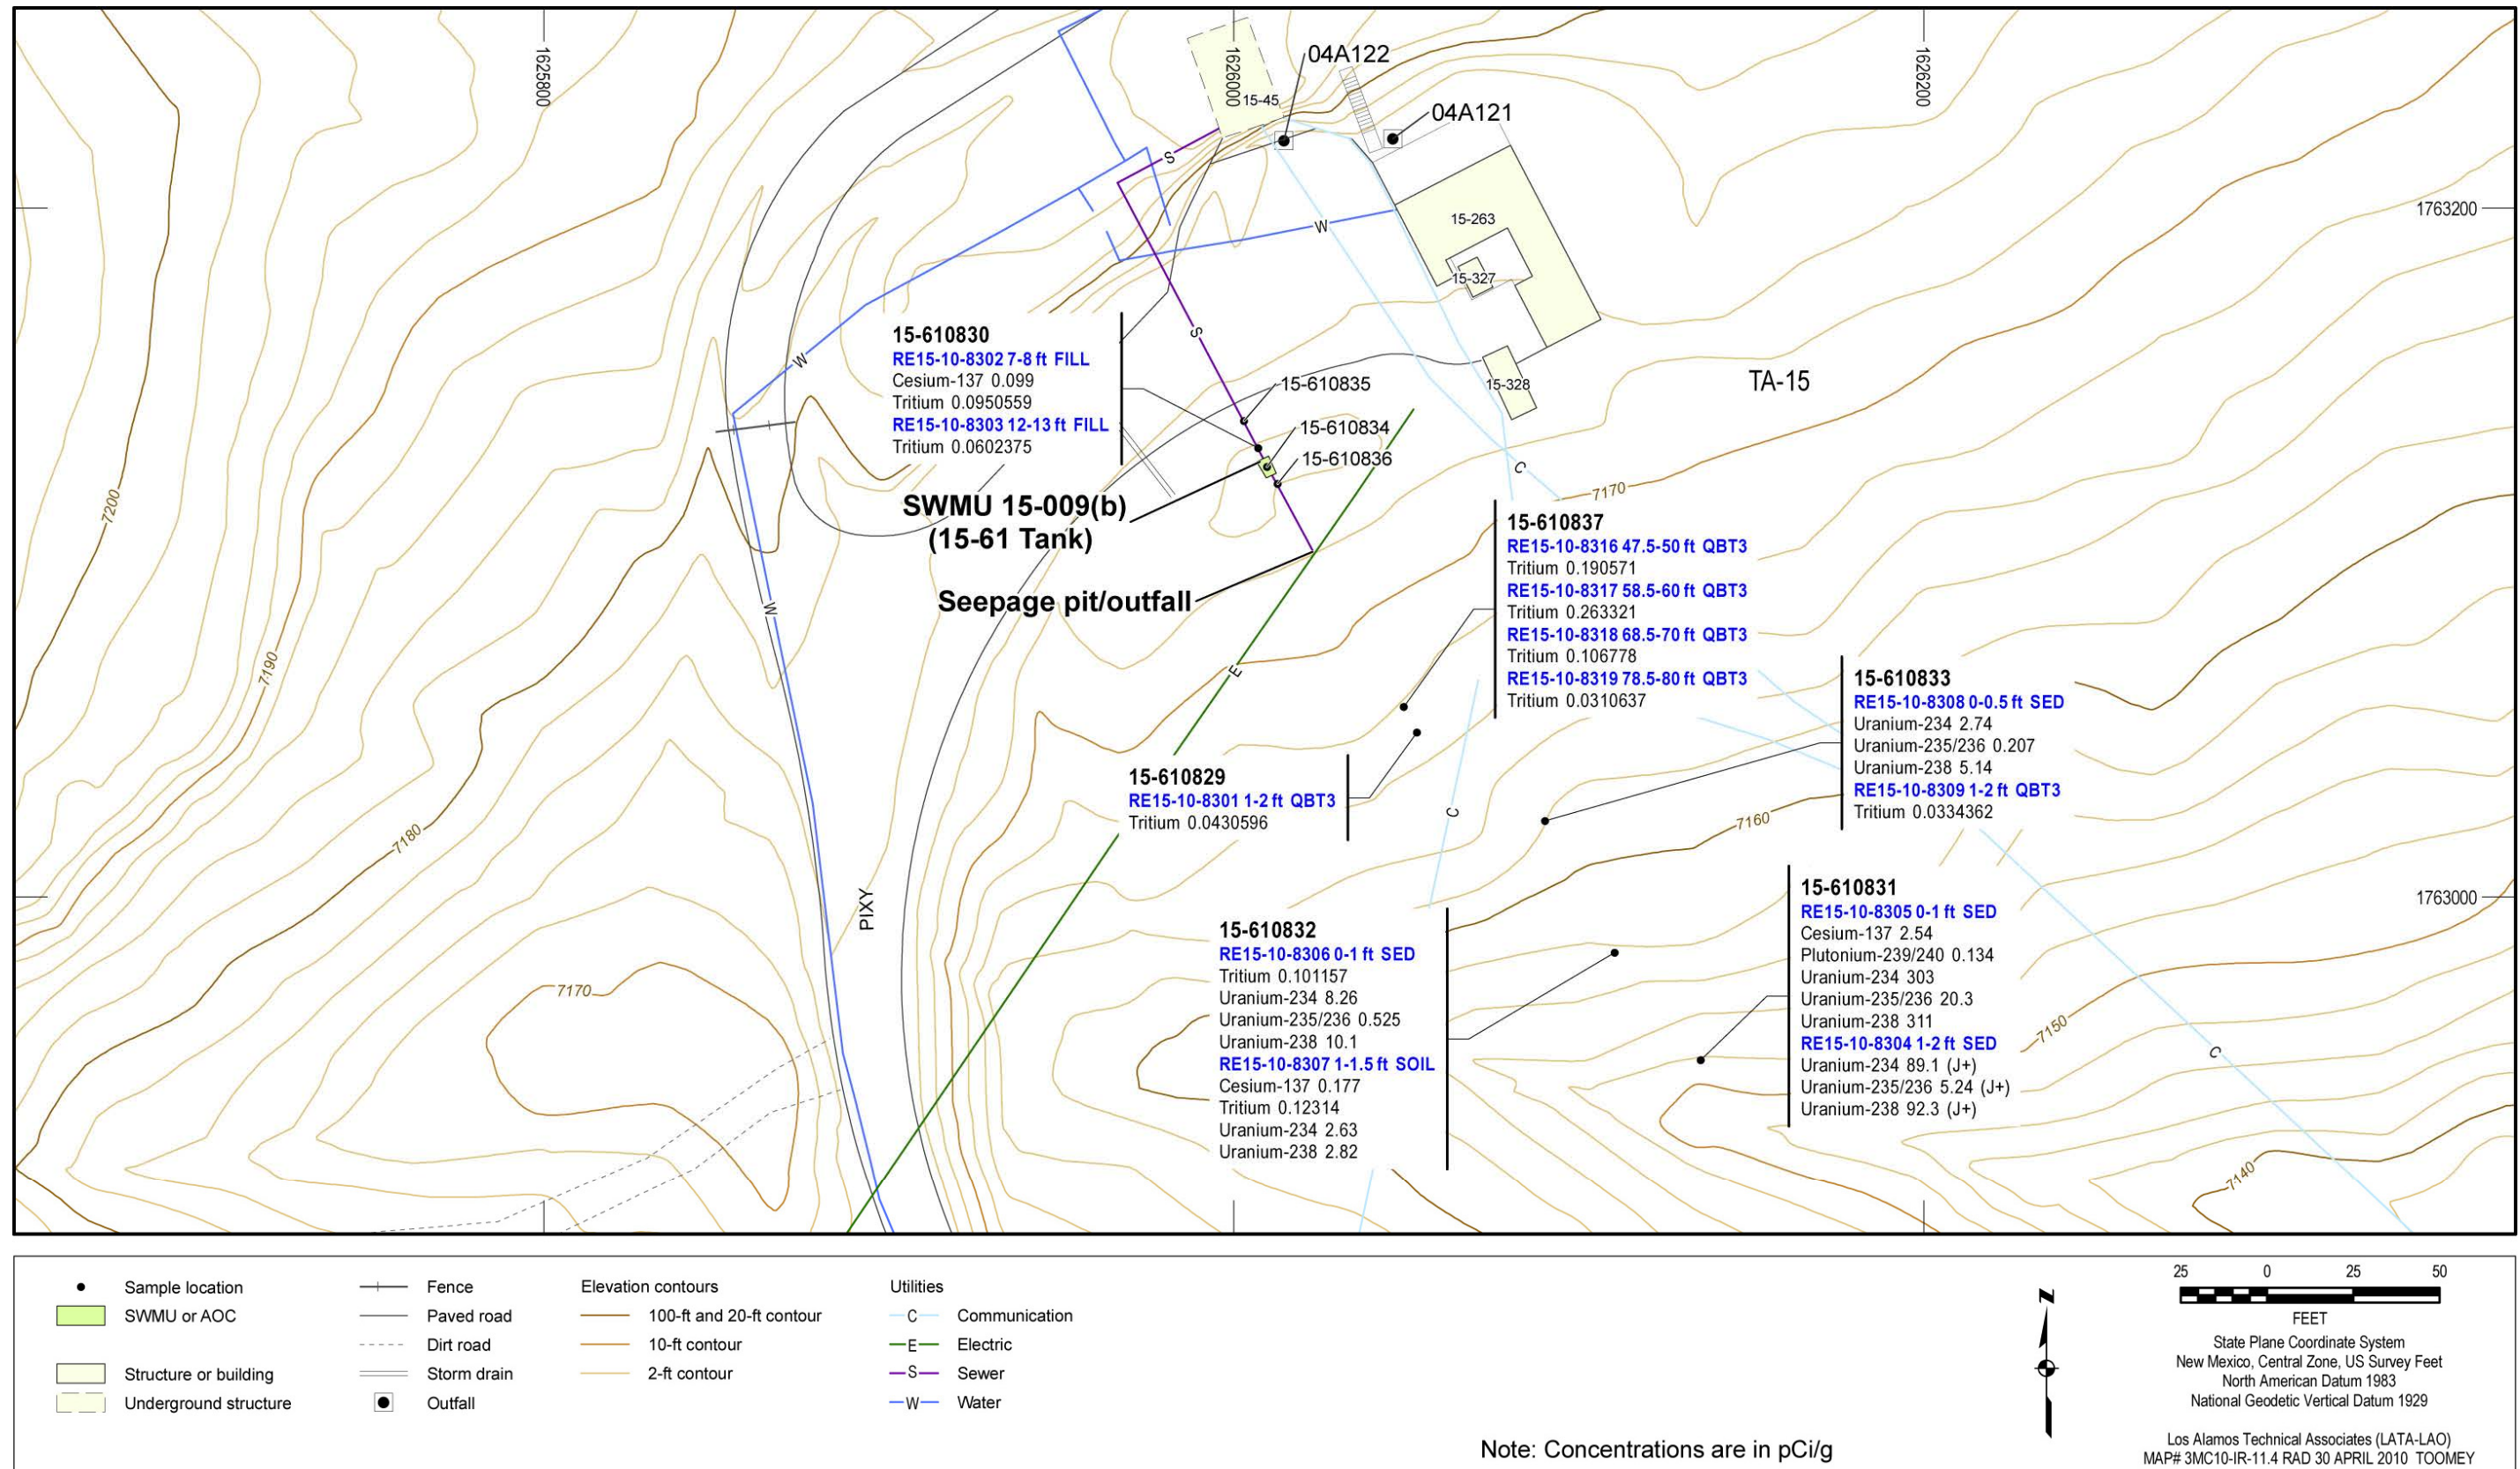 1625800
1626000
1626200
04A122
15-45
04A121
S
1763200
15-263
W
15-327
S
15-610830
RE15-10-8302 7-8 ft FILL
Cesium-137 0.099
Tritium 0.0950559
RE15-10-8303 12-13 ft FILL
Tritium 0.0602375
W
15-610835
15-328
TA-15
15-610834
15-610836
C
7170
7200
SWMU 15-009(b)
(15-61 Tank)
Seepage pit/outfall
W
E
7190
15-610837
RE15-10-8316 47.5-50 ft QBT3
Tritium 0.190571
RE15-10-8317 58.5-60 ft QBT3
Tritium 0.263321
RE15-10-8318 68.5-70 ft QBT3
Tritium 0.106778
RE15-10-8319 78.5-80 ft QBT3
Tritium 0.0310637
15-610833
RE15-10-8308 0-0.5 ft SED
Uranium-234 2.74
Uranium-235/236 0.207
Uranium-238 5.14
RE15-10-8309 1-2 ft QBT3
Tritium 0.0334362
15-610829
RE15-10-8301 1-2 ft QBT3
Tritium 0.0430596
C
7160
7180
PIXY
1763000
15-610832
RE15-10-8306 0-1 ft SED
Tritium 0.101157
Uranium-234 8.26
Uranium-235/236 0.525
Uranium-238 10.1
RE15-10-8307 1-1.5 ft SOIL
Cesium-137 0.177
Tritium 0.12314
Uranium-234 2.63
Uranium-238 2.82
15-610831
RE15-10-8305 0-1 ft SED
Cesium-137 2.54
Plutonium-239/240 0.134
Uranium-234 303
Uranium-235/236 20.3
Uranium-238 311
RE15-10-8304 1-2 ft SED
Uranium-234 89.1 (J+)
Uranium-235/236 5.24 (J+)
Uranium-238 92.3 (J+)
7170
7150
C
7140
Sample location
SWMU or AOC
Structure or building
Underground structure
Fence
Paved road
Dirt road
Storm drain
Outfall
Elevation contours
100-ft and 20-ft contour
10-ft contour
2-ft contour
Utilities
C Communication
E Electric
S Sewer
W Water
Note: Concentrations are in pCi/g
N
25 0 25 50
FEET
State Plane Coordinate System
New Mexico, Central Zone, US Survey Feet
North American Datum 1983
National Geodetic Vertical Datum 1929
Los Alamos Technical Associates (LATA-LAO)
MAP# 3MC10-IR-11.4 RAD 30 APRIL 2010 TOOMEY